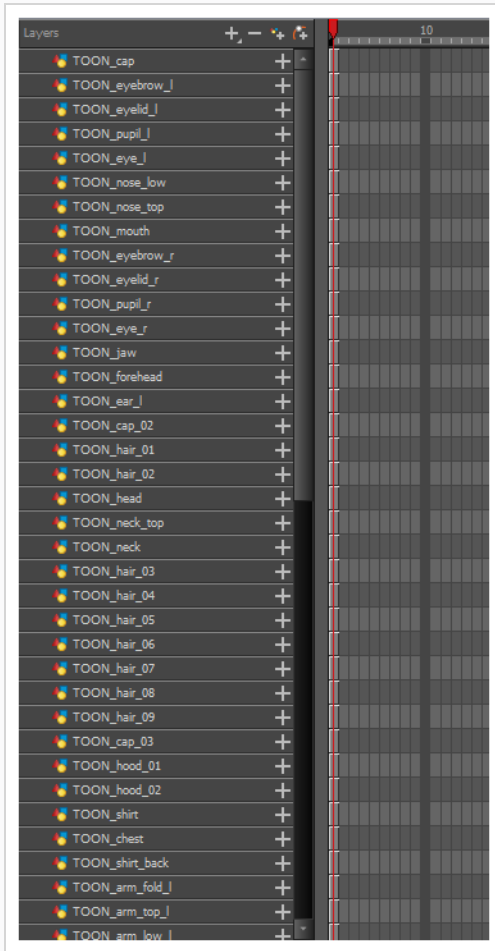 Layers
10
TOON_cap
TOON_eyebrow_l
TOON_eyelid_l
TOON_pupil_l
TOON_eye_l
TOON_nose_low
TOON_nose_top
TOON_mouth
TOON_eyebrow_r
TOON_eyelid_r
TOON_pupil_r
TOON_eye_r
TOON_jaw
TOON_forehead
TOON_ear_l
TOON_cap_02
TOON_hair_01
TOON_hair_02
TOON_head
TOON_neck_top
TOON_neck
TOON_hair_03
TOON_hair_04
TOON_hair_05
TOON_hair_06
TOON_hair_07
TOON_hair_08
TOON_hair_09
TOON_cap_03
TOON_hood_01
TOON_hood_02
TOON_shirt
TOON_chest
TOON_shirt_back
TOON_arm_fold_l
TOON_arm_top_l
TOON_arm_low_l